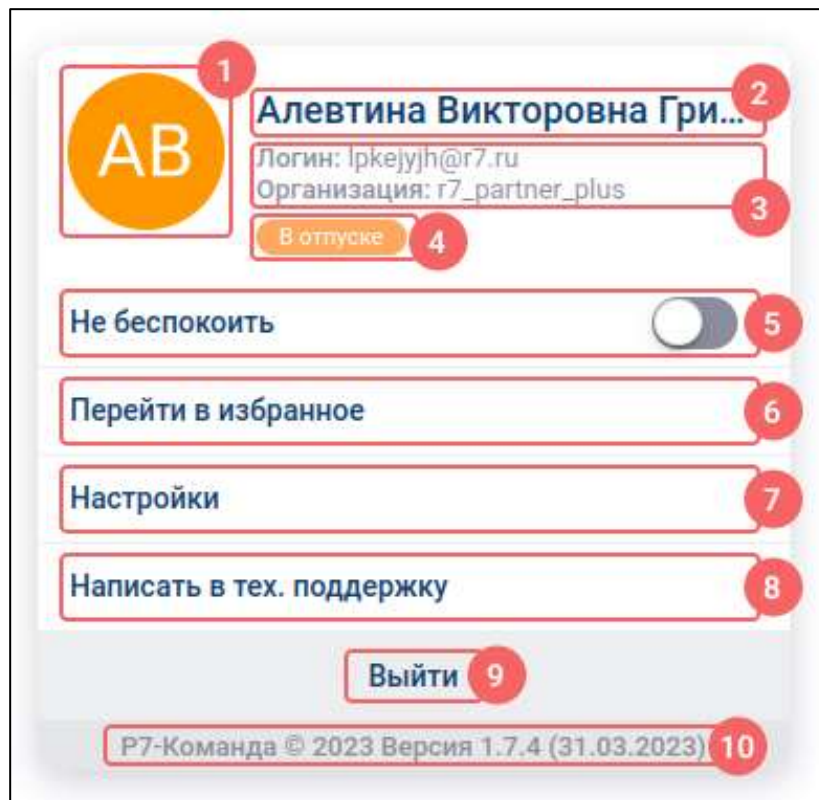 1
АВ
Алевтина Викторовна Гри...
2
Логин: lpkejyjh@r7.ru
Организация: r7_partner_plus
3
В отпуске
4
Не беспокоить
5
Перейти в избранное
6
Настройки
7
Написать в тех. поддержку
8
Выйти
9
Р7-Команда © 2023 Версия 1.7.4 (31.03.2023)
10